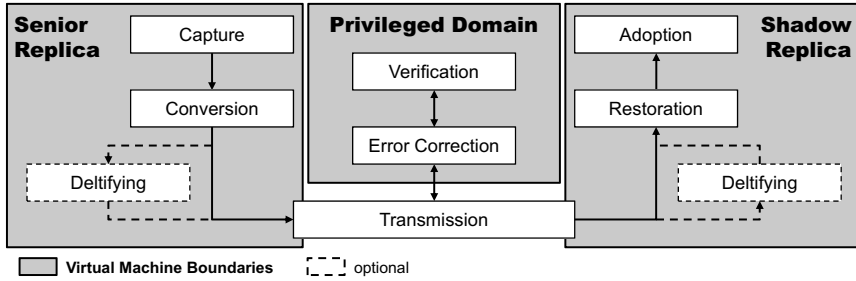 Senior
Replica
Capture
Conversion
Deltifying
Privileged Domain
Verification
Error Correction
Transmission
Shadow
Replica
Adoption
Restoration
Deltifying
Virtual Machine Boundaries
optional